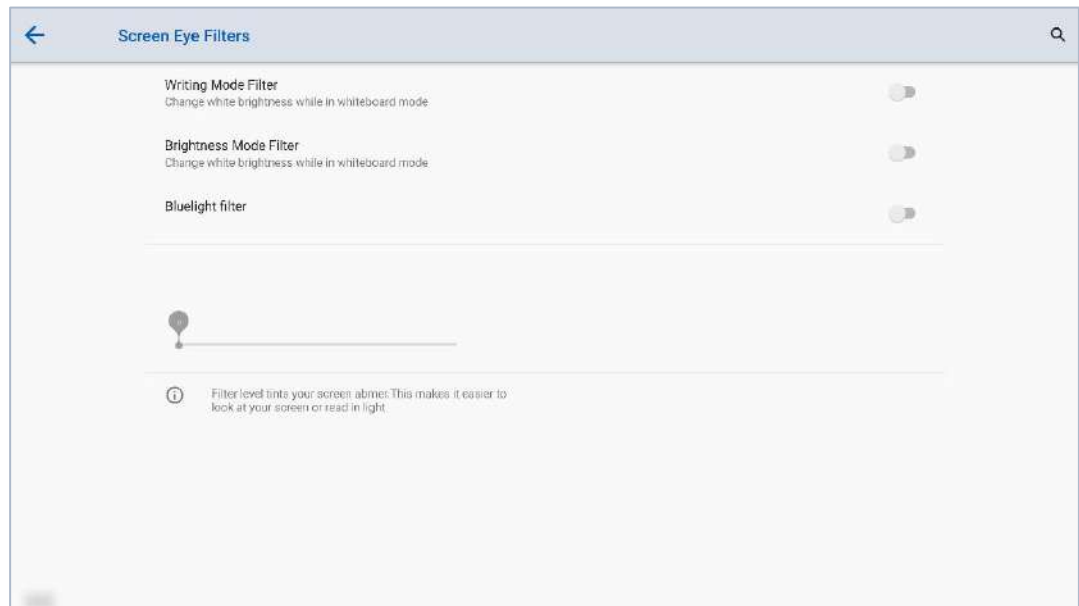 Screen Eye Filters
Writing Mode Filter
Change white brightness while in whiteboard mode
Brightness Mode Filter
Change white brightness while in whiteboard mode
Bluelight filter
Filter level tints your screen abmer. This makes it easier to
look at your screen or read in light